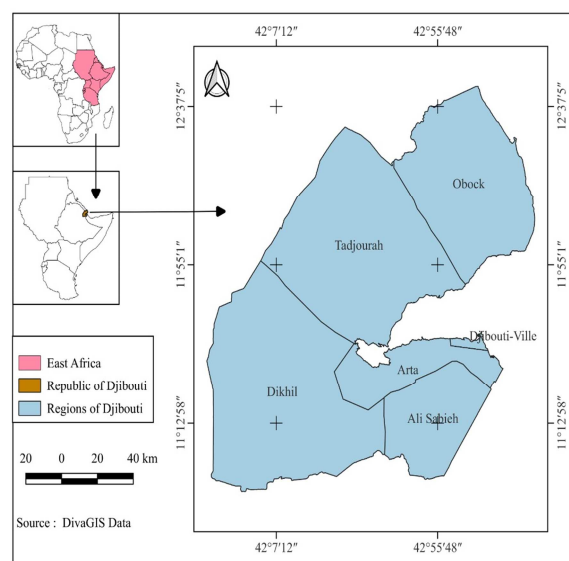 42°7'12" 42°55'48"
12°37'5"
12°37'5"
Obock
Tadjourah
11°55'1"
11°55'1"
Djibouti-Ville
East Africa
Republic of Djibouti
Regions of Djibouti
Arta
Dikhil
Ali Sabieh
11°12'58"
11°12'58"
20 0 20 40 km
Source : DivaGIS Data
42°7'12" 42°55'48"